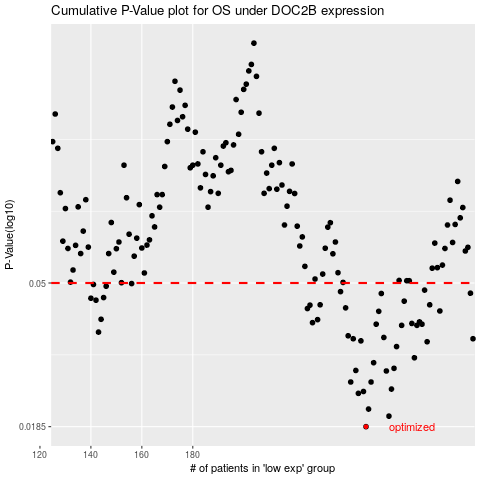 Cumulative P-Value plot for OS under DOC2B expression
P-Value(log10)
0.05
0.0185
optimized
120 140 160 180
# of patients in 'low exp' group